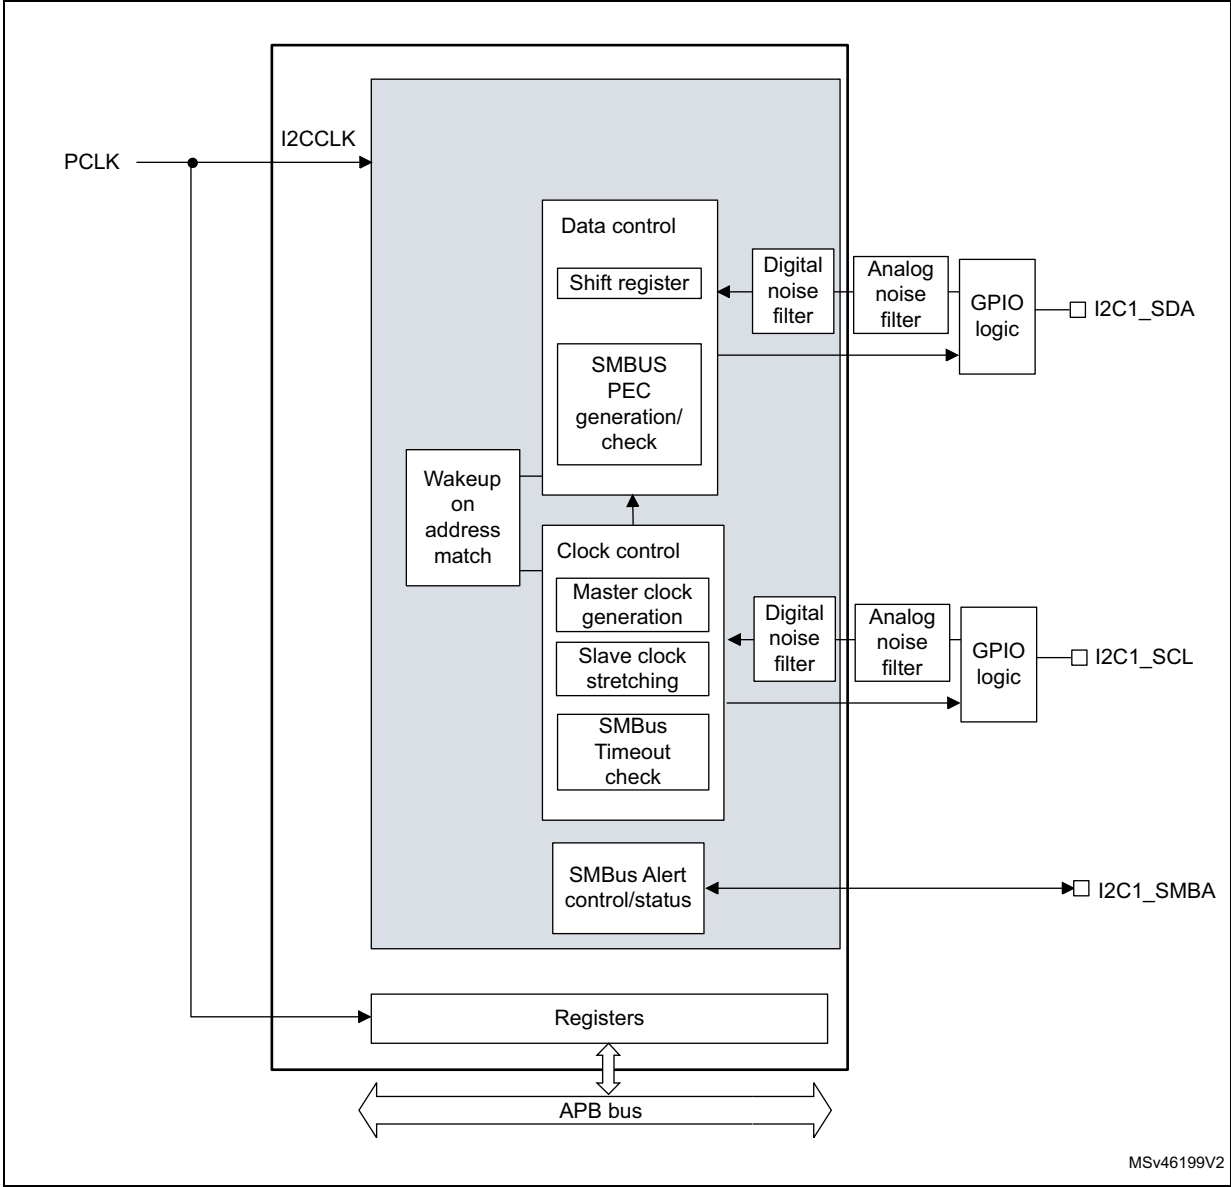 I2CCLK
PCLK
Data control
Shift register
SMBUS
PEC
generation/
check
Digital
noise
filter
Analog
noise
filter
GPIO
logic
I2C1_SDA
Wakeup
on
address
match
Clock control
Master clock
generation
Slave clock
stretching
SMBus
Timeout
check
Digital
noise
filter
Analog
noise
filter
GPIO
logic
I2C1_SCL
SMBus Alert
control/status
I2C1_SMBA
Registers
APB bus
MSv46199V2